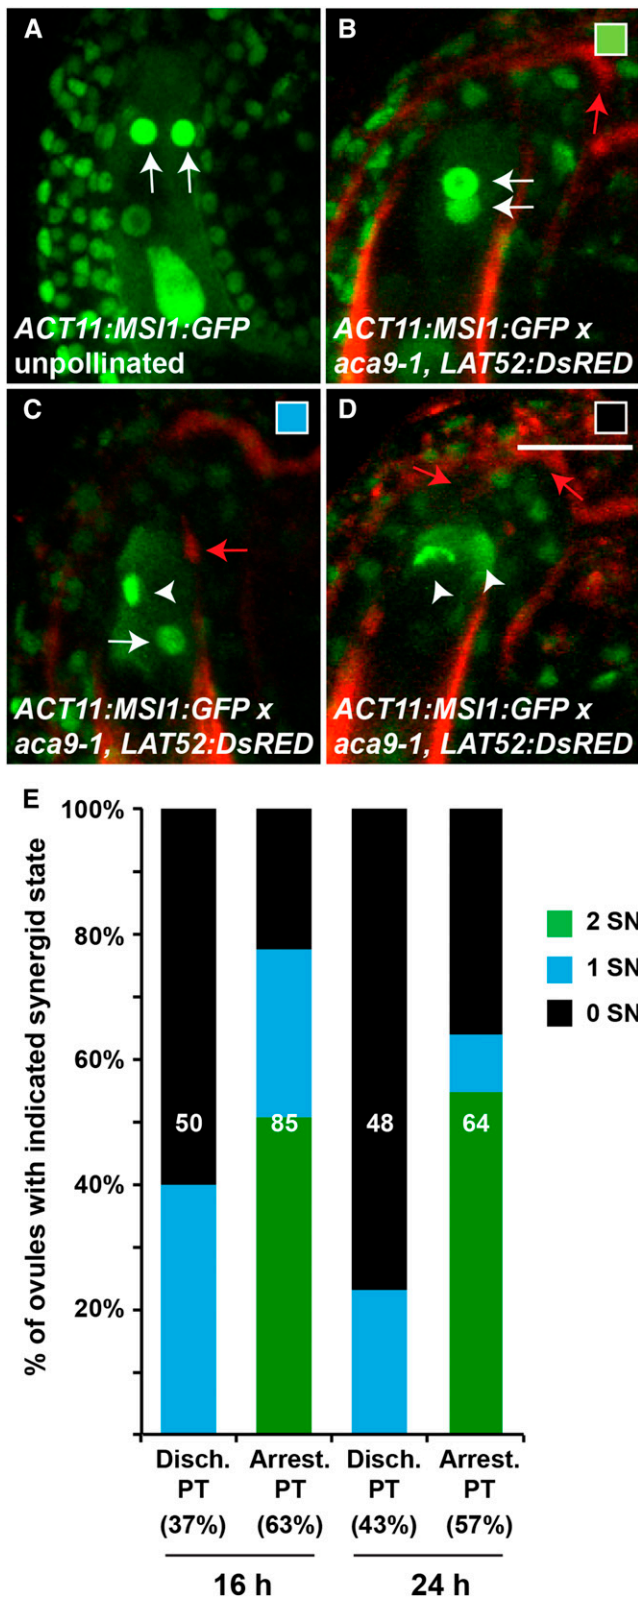 A
ACT11:MSI1:GFP
unpollinated
B
ACT11:MSI1:GFP x
aca9-1, LAT52:DsRED
C
ACT11:MSI1:GFP x
aca9-1, LAT52:DsRED
D
ACT11:MSI1:GFP x
aca9-1, LAT52:DsRED
E
% of ovules with indicated synergid state
100%
80%
60%
40%
20%
50
85
48
64
2 SN
1 SN
0 SN
Disch. PT (37%)
Arrest. PT (63%)
Disch. PT (43%)
Arrest. PT (57%)
16 h
24 h